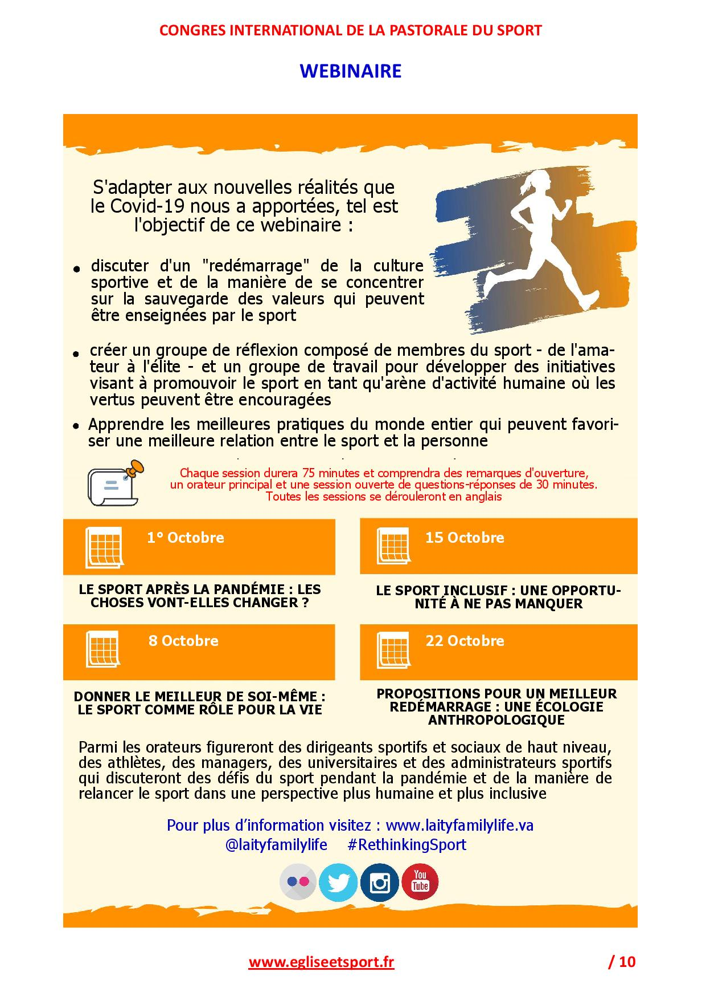 CONGRES INTERNATIONAL DE LA PASTORALE DU SPORT
WEBINAIRE
S'adapter aux nouvelles réalités que
le Covid-19 nous a apportées, tel est
l'objectif de ce webinaire :
• discuter d'un "redémarrage" de la culture
sportive et de la manière de se concentrer
sur la sauvegarde des valeurs qui peuvent
être enseignées par le sport
• créer un groupe de réflexion composé de membres du sport - de l'ama-
teur à l'élite - et un groupe de travail pour développer des initiatives
visant à promouvoir le sport en tant qu'arène d'activité humaine où les
vertus peuvent être encouragées
• Apprendre les meilleures pratiques du monde entier qui peuvent favori-
ser une meilleure relation entre le sport et la personne
Chaque session durera 75 minutes et comprendra des remarques d'ouverture,
un orateur principal et une session ouverte de questions-réponses de 30 minutes.
Toutes les sessions se dérouleront en anglais
1° Octobre
LE SPORT APRÈS LA PANDÉMIE : LES
CHOSES VONT-ELLES CHANGER ?
15 Octobre
LE SPORT INCLUSIF : UNE OPPORTU-
NITÉ À NE PAS MANQUER
8 Octobre
DONNER LE MEILLEUR DE SOI-MÊME :
LE SPORT COMME RÔLE POUR LA VIE
22 Octobre
PROPOSITIONS POUR UN MEILLEUR
REDÉMARRAGE : UNE ÉCOLOGIE
ANTHROPOLOGIQUE
Parmi les orateurs figureront des dirigeants sportifs et sociaux de haut niveau,
des athlètes, des managers, des universitaires et des administrateurs sportifs
qui discuteront des défis du sport pendant la pandémie et de la manière de
relancer le sport dans une perspective plus humaine et plus inclusive
Pour plus d’information visitez : www.laityfamilylife.va
@laityfamilylife #RethinkingSport
You
Tube
www.egliseetsport.fr / 10